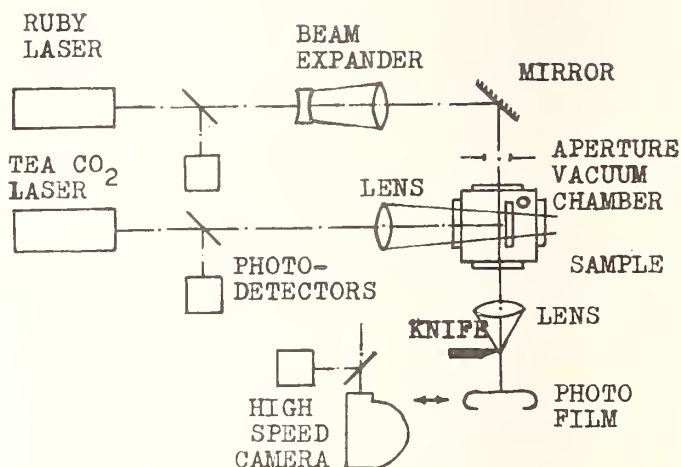 RUBY
LASER
BEAM
EXPANDER
MIRROR
TEA CO₂
LASER
LENS
APERTURE
VACUUM
CHAMBER
PHOTO-
DETECTORS
SAMPLE
KNIFE
LENS
HIGH
SPEED
CAMERA
PHOTO
FILM